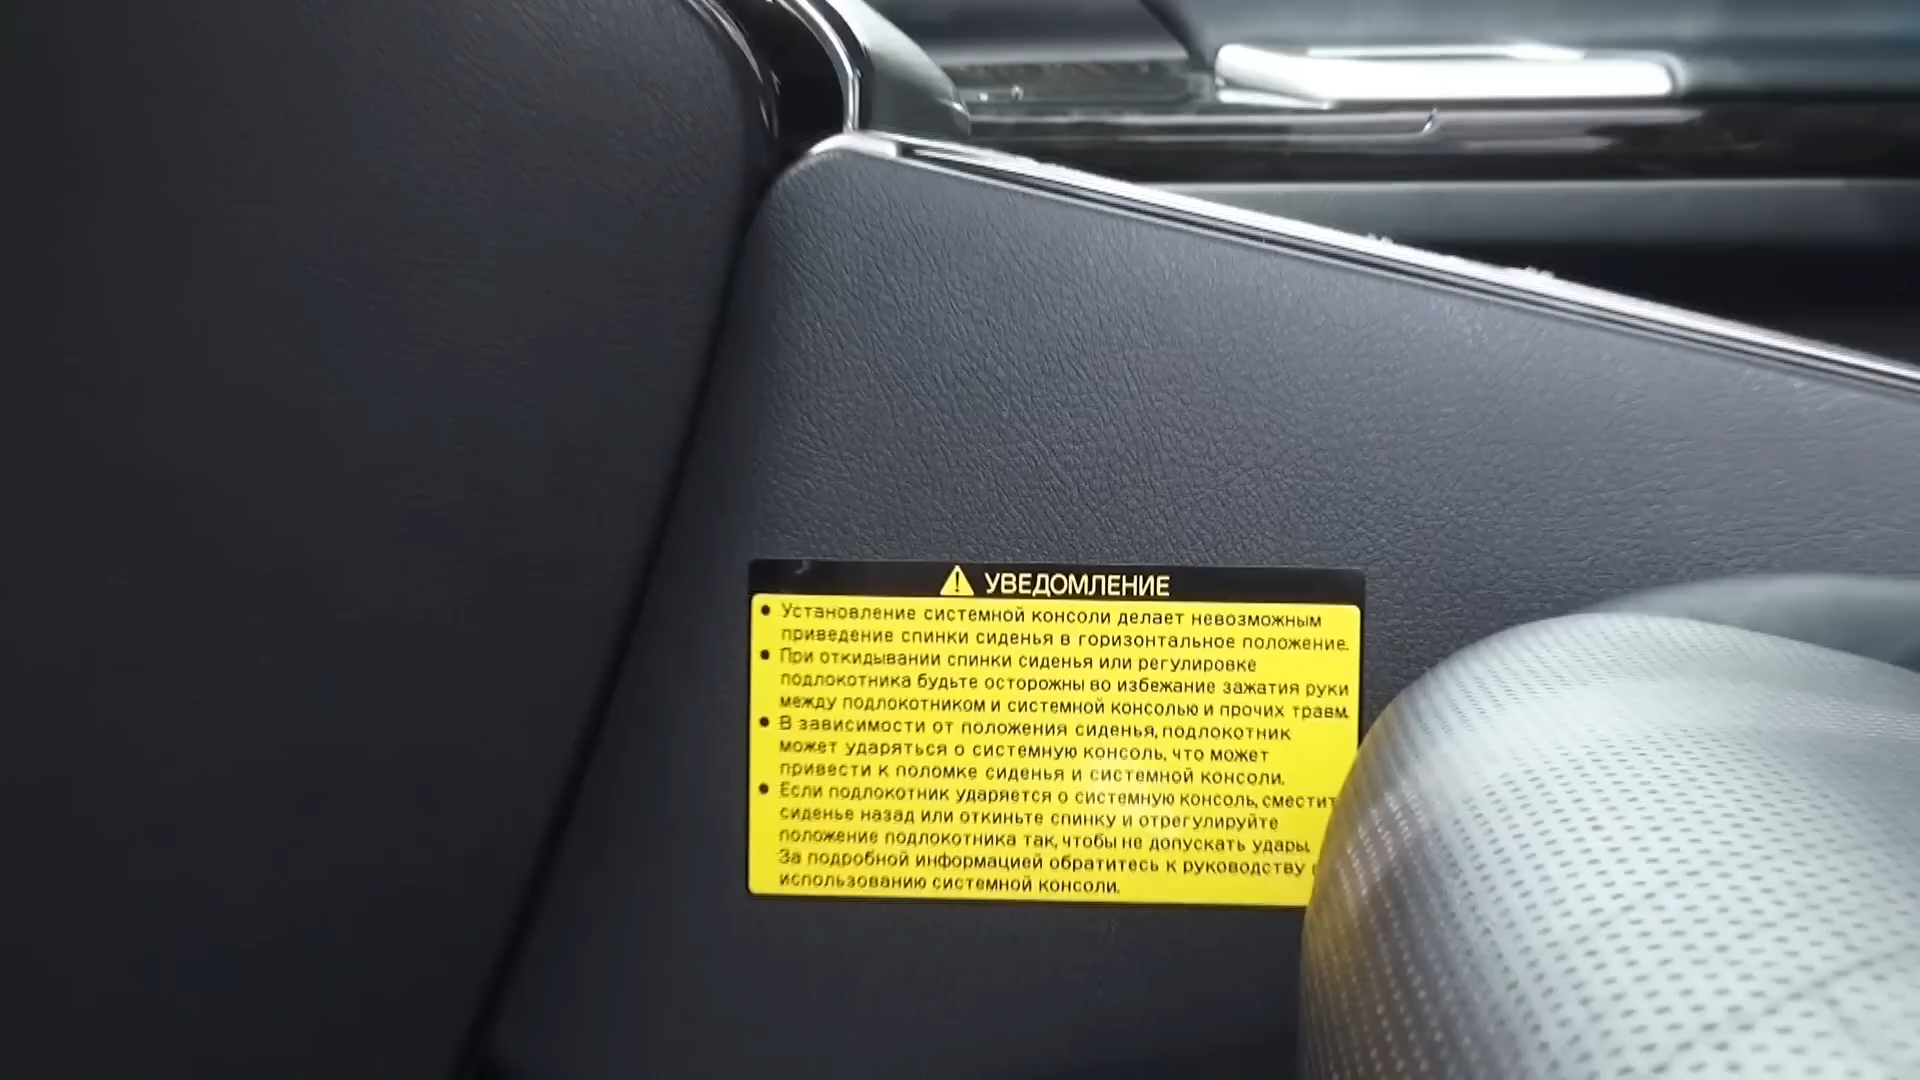 УВЕДОМЛЕНИЕ
● Установление системной консоли делает невозможным
приведение спинки сиденья в горизонтальное положение.
● При откидывании спинки сиденья или регулировке
подлокотника будьте осторожны во избежание зажатия руки
между подлокотником и системной консолью и прочих травм.
● В зависимости от положения сиденья, подлокотник
может ударяться о системную консоль, что может
привести к поломке сиденья и системной консоли.
● Если подлокотник ударяется о системную консоль, сместит
сиденье назад или откиньте спинку и отрегулируйте
положение подлокотника так, чтобы не допускать удары.
За подробной информацией обратитесь к руководству
использованию системной консоли.